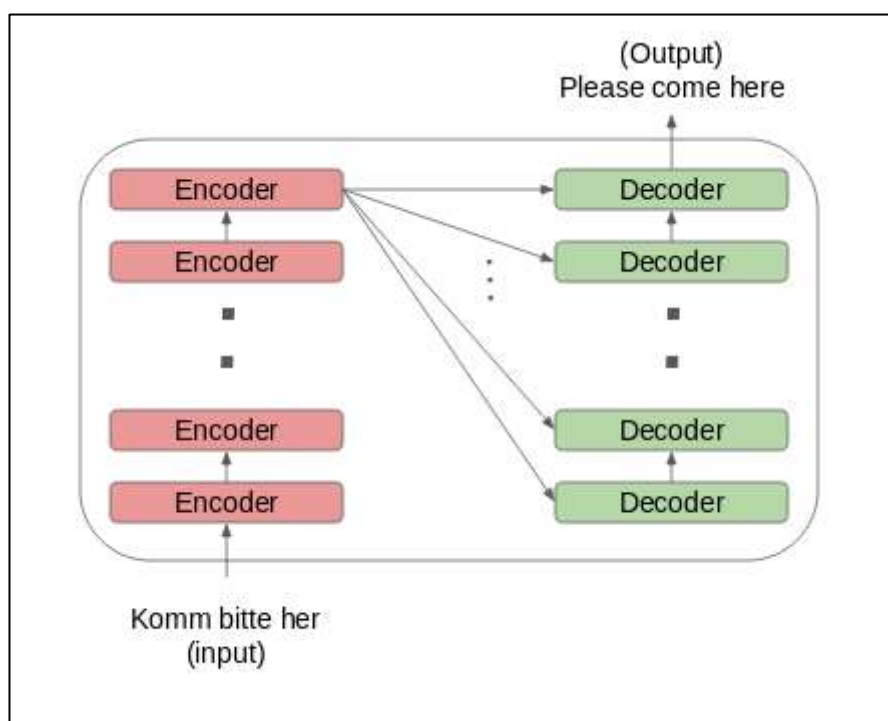 (Output)
Please come here
Encoder
Decoder
Encoder
Decoder
Encoder
Decoder
Encoder
Decoder
Komm bitte her
(input)